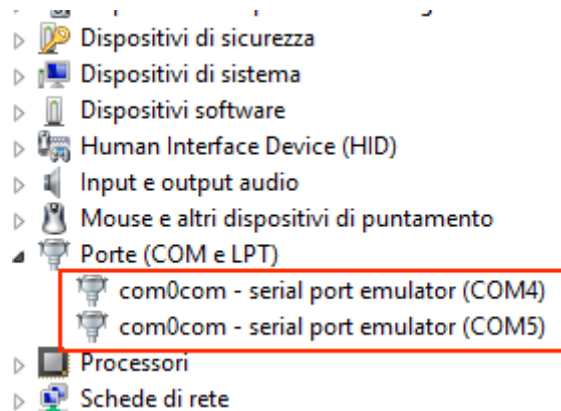 Dispositivi di sicurezza
Dispositivi di sistema
Dispositivi software
Human Interface Device (HID)
Input e output audio
Mouse e altri dispositivi di puntamento
Porte (COM e LPT)
com0com - serial port emulator (COM4)
com0com - serial port emulator (COM5)
Processori
Schede di rete